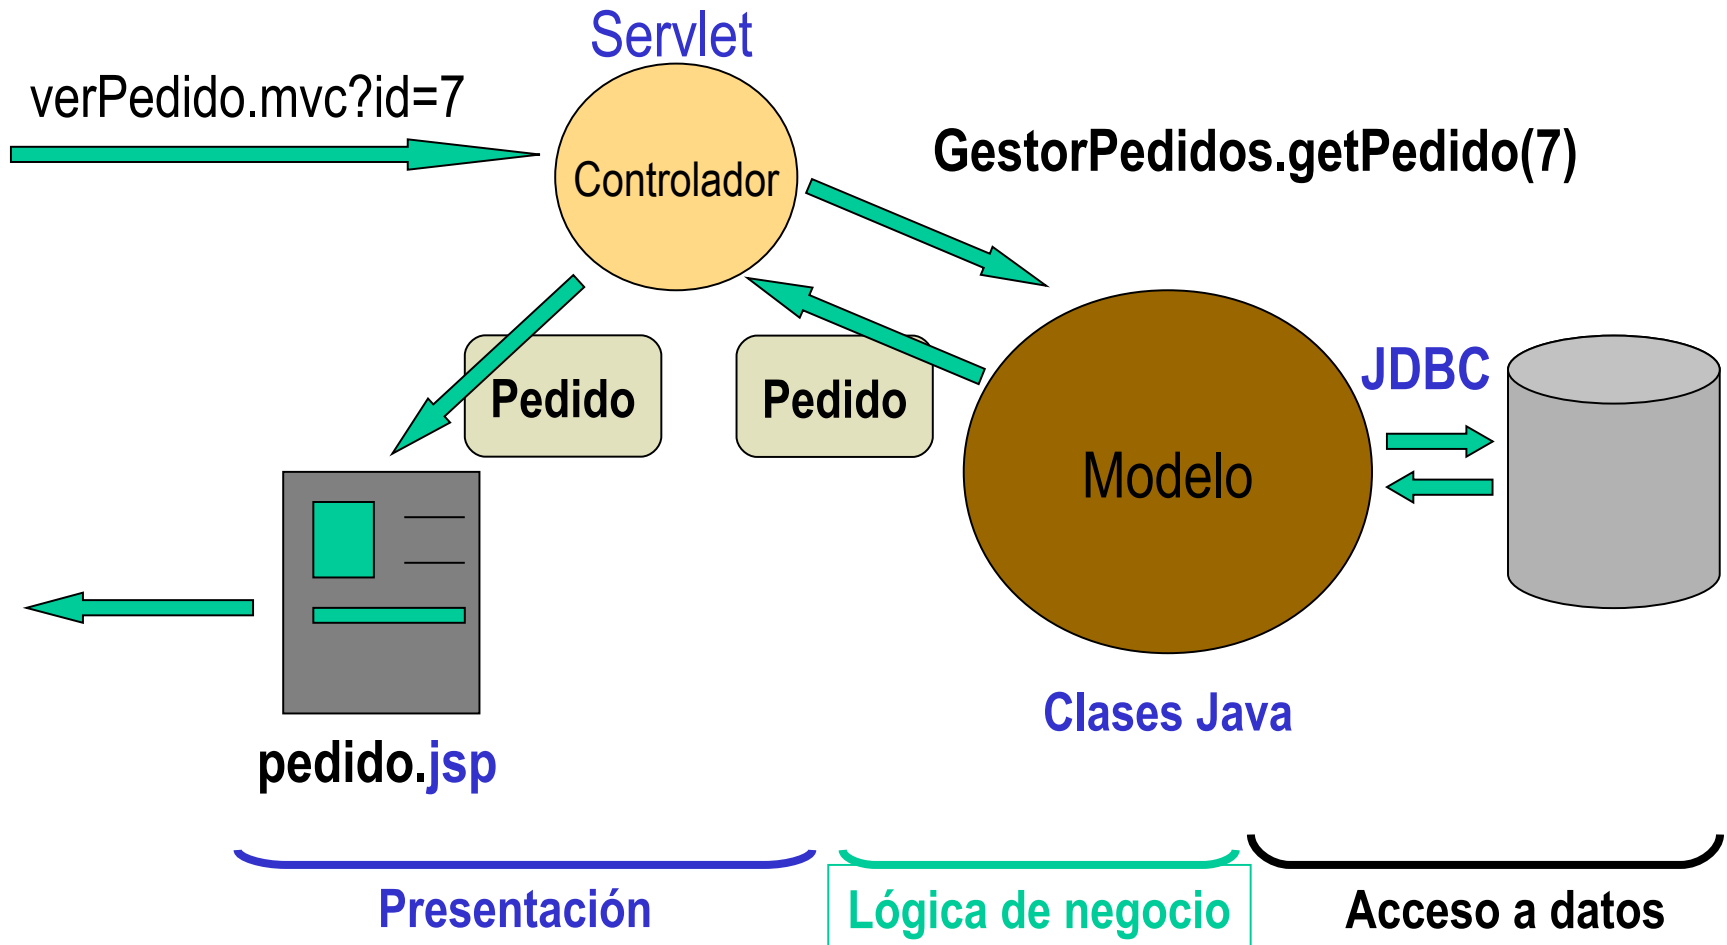 Servlet
verPedido.mvc?id=7
GestorPedidos.getPedido(7)
Controlador
JDBC
Pedido
Pedido
Modelo
Clases Java
pedido.jsp
Presentación
Lógica de negocio
Acceso a datos